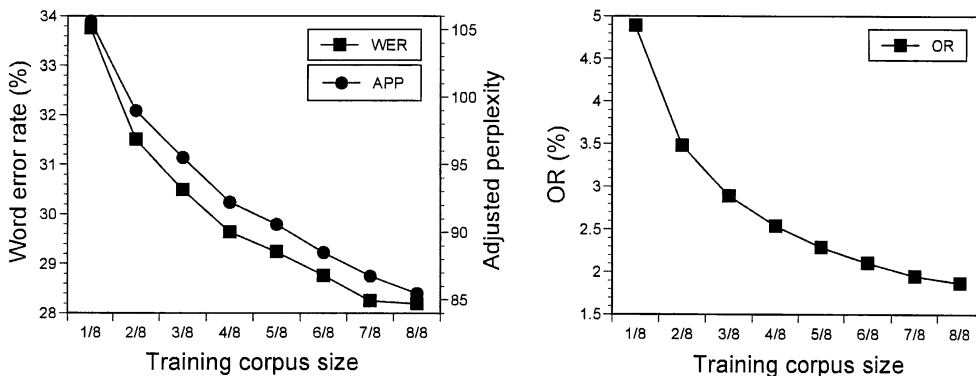 34
33
32
31
30
29
28
Word error rate (%)
WER
APP
105
100
95
90
85
Adjusted perplexity
1/8 2/8 3/8 4/8 5/8 6/8 7/8 8/8
Training corpus size
5
4.5
4
3.5
3
2.5
2
1.5
OR (%)
OR
1/8 2/8 3/8 4/8 5/8 6/8 7/8 8/8
Training corpus size